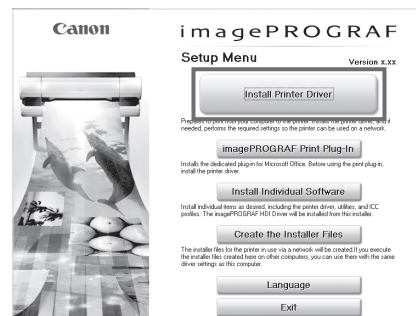 Canon
imagePROGRAF
Setup Menu
Version x.xx
Install Printer Driver
Prepares to print from your computer to the printer. Installs the printer driver, and if
needed, performs the required settings so the printer can be used on a network.
imagePROGRAF Print Plug-In
Installs the dedicated plug-in for Microsoft Office. Before using the print plug-in,
install the printer driver.
Install Individual Software
Install individual items as desired, including the printer driver, utilities, and ICC
profiles. The imagePROGRAF HDI Driver will be installed from this installer.
Create the Installer Files
The installer files for the printer in use via a network will be created.If you execute
the installer files created here on other computers, you can use them with the same
driver settings as this computer.
Language
Exit